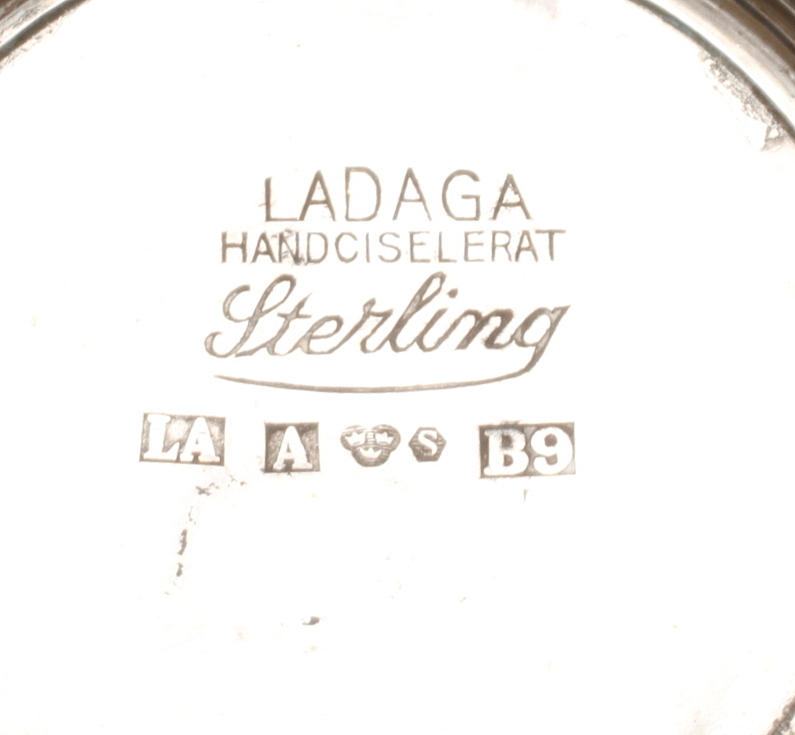 LADAGA
HANDCISELERAT
Sterling
LA A S B9